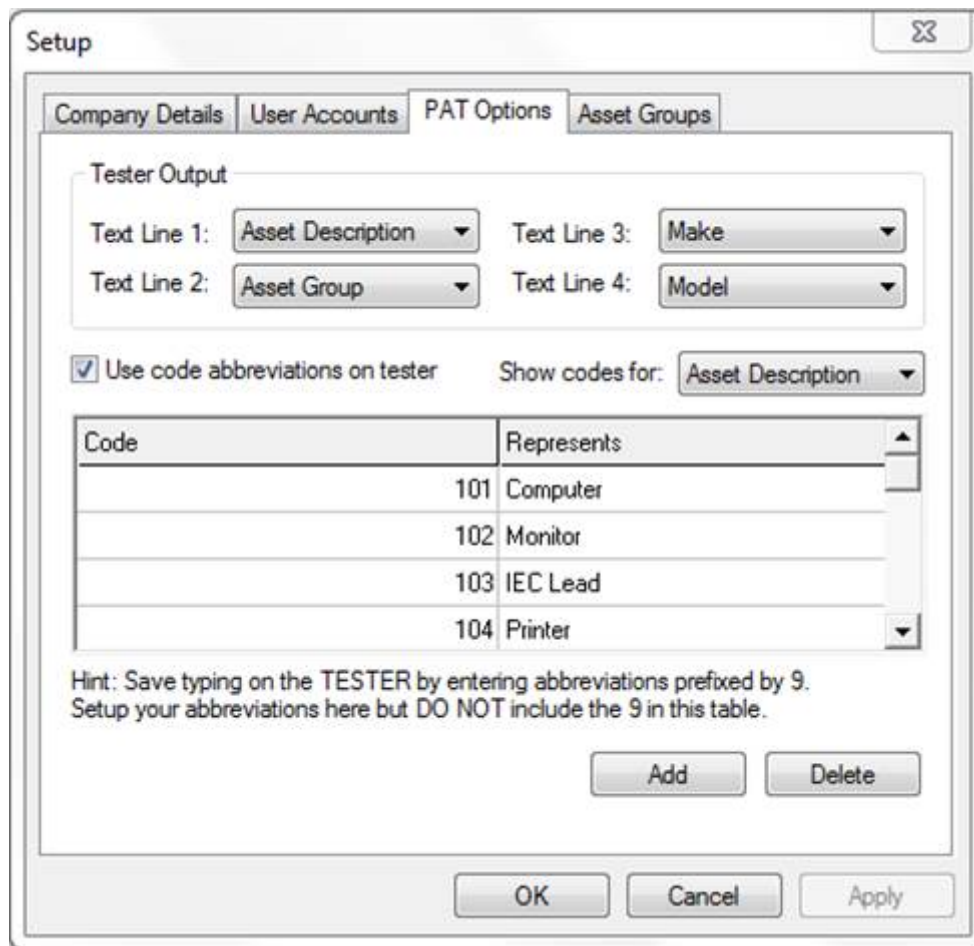 Setup
Company Details User Accounts PAT Options Asset Groups
Tester Output
Text Line 1: Asset Description Text Line 3: Make
Text Line 2: Asset Group Text Line 4: Model
Use code abbreviations on tester Show codes for: Asset Description
Code Represents
101 Computer
102 Monitor
103 IEC Lead
104 Printer
Hint: Save typing on the TESTER by entering abbreviations prefixed by 9.
Setup your abbreviations here but DO NOT include the 9 in this table.
Add Delete
OK Cancel Apply